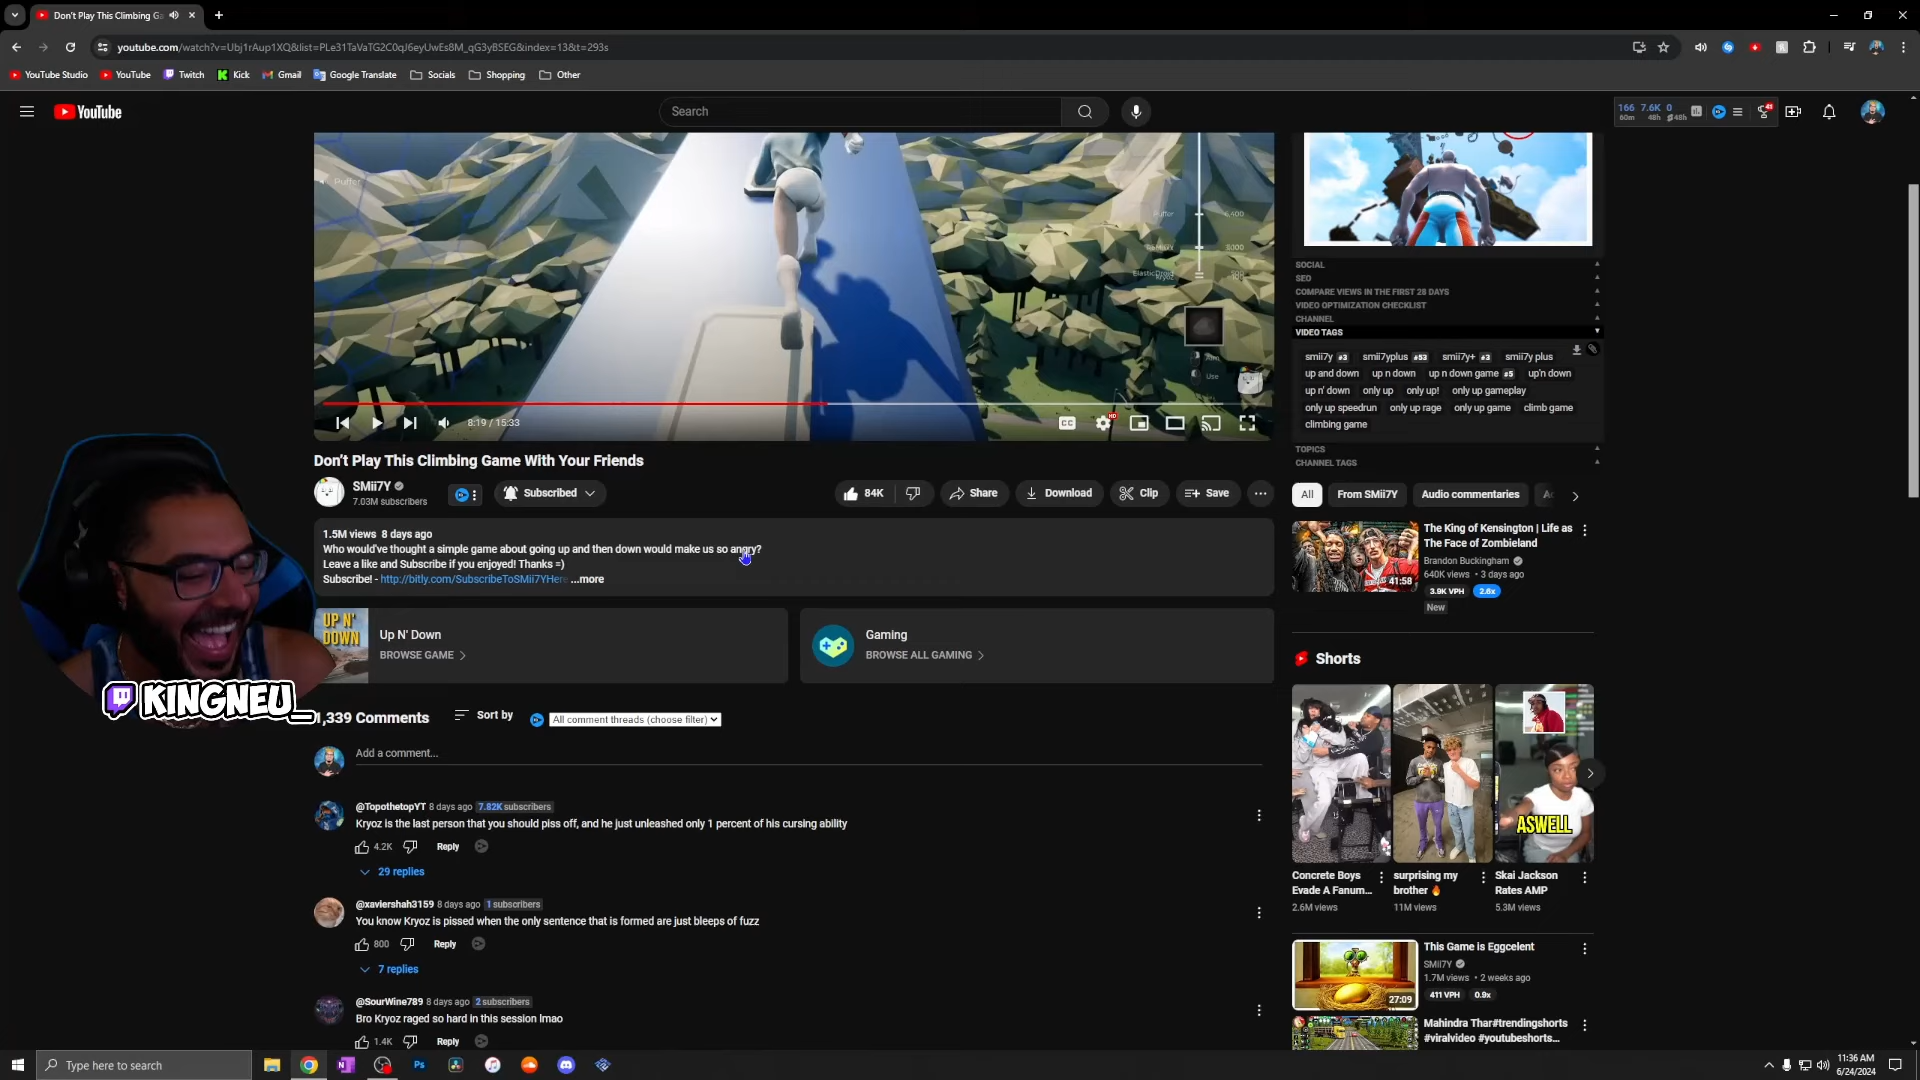 Don't Play This Climbing Ga
youtube.com/watch?v=Ubj1rAup1XQ&list=PLe31TaVaTG2C0qJ6eyUwEs8M_qG3yBSEG&index=13&t=293s
YouTube Studio YouTube Twitch Kick Gmail Google Translate Socials Shopping Other
YouTube
Search
166 7.6K 0
60m 48h 48h
Puffer
Puffer 6,400
500
Aim
Use
8:19 / 15:33
CC
HD
Don't Play This Climbing Game With Your Friends
SMii7Y
7.03M subscribers
Subscribed
84K
Share
Download
Clip
Save
1.5M views 8 days ago
Who would've thought a simple game about going up and then down would make us so angry?
Leave a like and Subscribe if you enjoyed! Thanks =)
Subscribe! - http://bitly.com/SubscribeToSMii7YHere ...more
UP N'
DOWN
Up N' Down
BROWSE GAME
Gaming
BROWSE ALL GAMING
KINGNEU_
1,339 Comments
Sort by
All comment threads (choose filter)
Add a comment...
@TopothetopYT 8 days ago 7.82K subscribers
Kryoz is the last person that you should piss off, and he just unleashed only 1 percent of his cursing ability
4.2K Reply
29 replies
@xaviershah3159 8 days ago 1 subscribers
You know Kryoz is pissed when the only sentence that is formed are just bleeps of fuzz
800 Reply
7 replies
@SourWine789 8 days ago 2 subscribers
Bro Kryoz raged so hard in this session lmao
1.4K Reply
SOCIAL
SEO
COMPARE VIEWS IN THE FIRST 28 DAYS
VIDEO OPTIMIZATION CHECKLIST
CHANNEL
VIDEO TAGS
smii7y #3 smii7yplus #53 smii7y+ #3 smii7y plus
up and down up n down up n down game #5 up'n down
up n' down only up only up! only up gameplay
only up speedrun only up rage only up game climb game
climbing game
TOPICS
CHANNEL TAGS
All From SMii7Y Audio commentaries
41:58
The King of Kensington | Life as
The Face of Zombieland
Brandon Buckingham
640K views • 3 days ago
3.9K VPH 2.6x
New
Shorts
ASWELL
Concrete Boys
Evade A Fanum...
2.6M views
surprising my
brother 🔥
11M views
Skai Jackson
Rates AMP
5.3M views
27:09
This Game is Eggcelent
SMii7Y
1.7M views • 2 weeks ago
411 VPH 0.9x
Mahindra Thar#trendingshorts
#viralvideo #youtubeshorts...
Type here to search
Ps
11:36 AM
6/24/2024